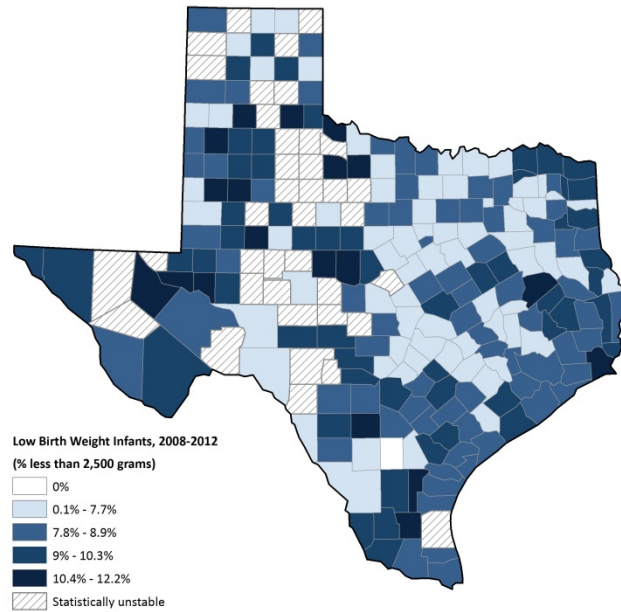 Low Birth Weight Infants, 2008-2012
(% less than 2,500 grams)
0%
0.1% - 7.7%
7.8% - 8.9%
9% - 10.3%
10.4% - 12.2%
Statistically unstable